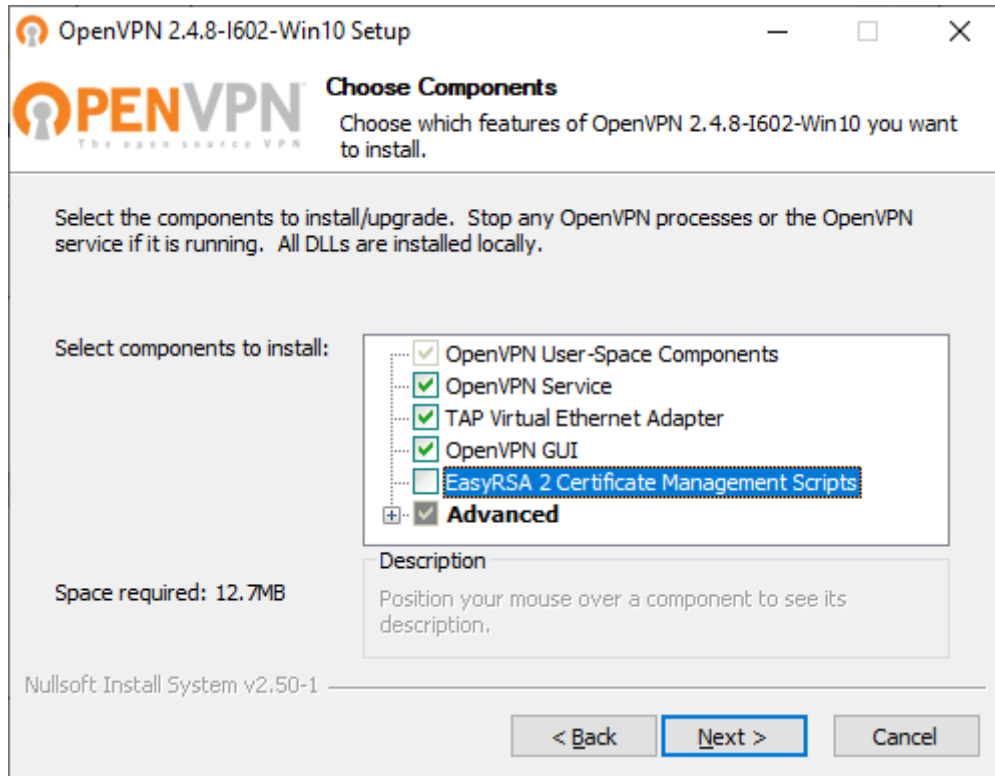 OpenVPN 2.4.8-I602-Win10 Setup
OPENVPN
The open source VPN
Choose Components
Choose which features of OpenVPN 2.4.8-I602-Win10 you want
to install.
Select the components to install/upgrade. Stop any OpenVPN processes or the OpenVPN
service if it is running. All DLLs are installed locally.
Select components to install:
OpenVPN User-Space Components
OpenVPN Service
TAP Virtual Ethernet Adapter
OpenVPN GUI
EasyRSA 2 Certificate Management Scripts
Advanced
Space required: 12.7MB
Description
Position your mouse over a component to see its
description.
Nullsoft Install System v2.50-1
< Back
Next >
Cancel